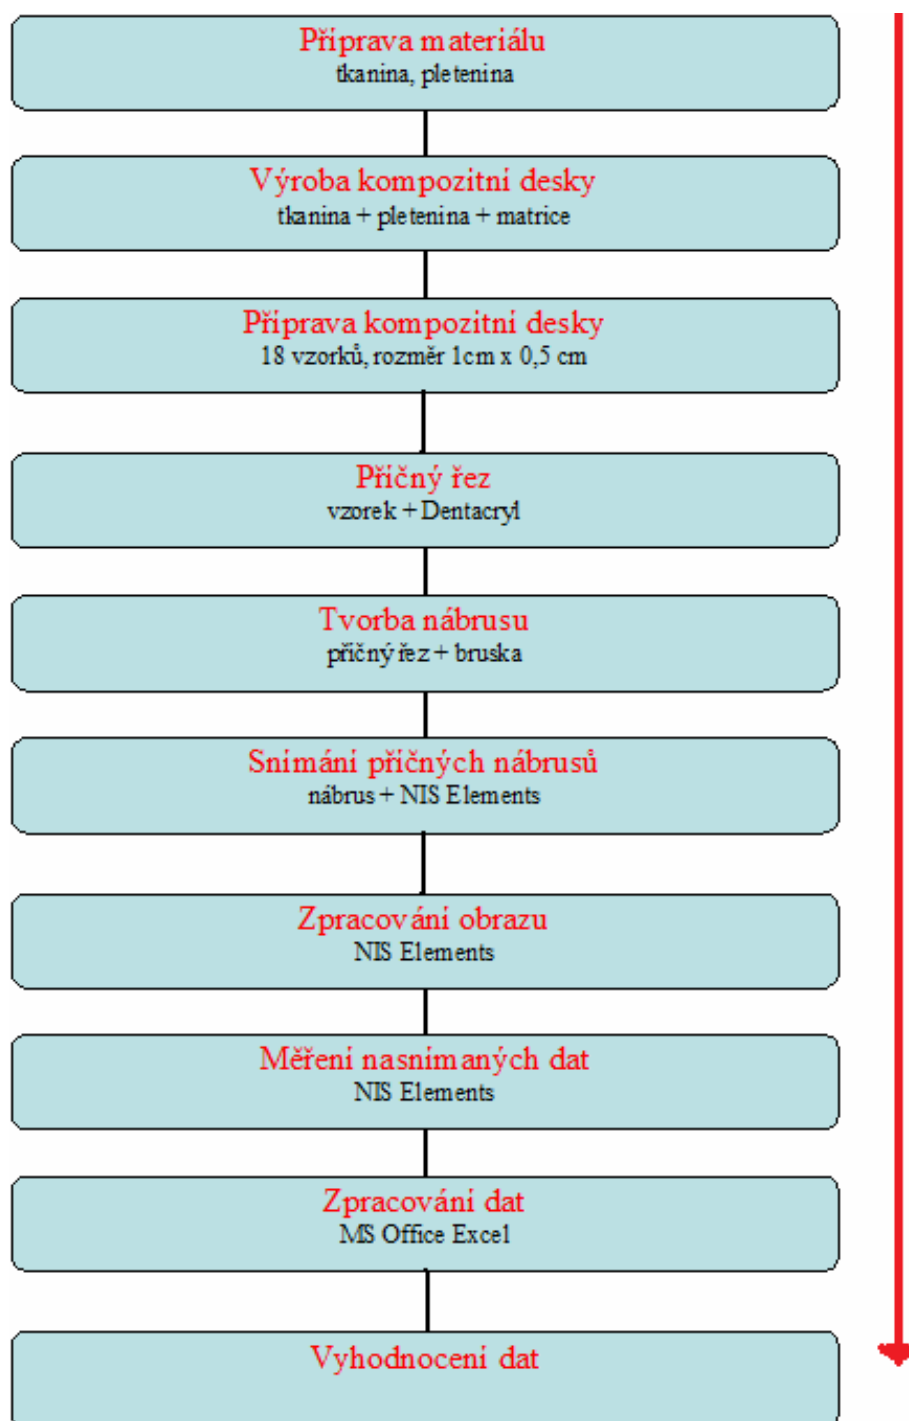 Příprava materiálu
tkanina, pletenina
Výroba kompozitní desky
tkanina + pletenina + matrice
Příprava kompozitní desky
18 vzorků, rozměr 1cm x 0,5 cm
Příčný řez
vzorek + Dentacryl
Tvorba nábrusu
příčný řez + bruska
Snímání příčných nábrusů
nábrus + NIS Elements
Zpracování obrazu
NIS Elements
Měření nasnímaných dat
NIS Elements
Zpracování dat
MS Office Excel
Vyhodnocení dat